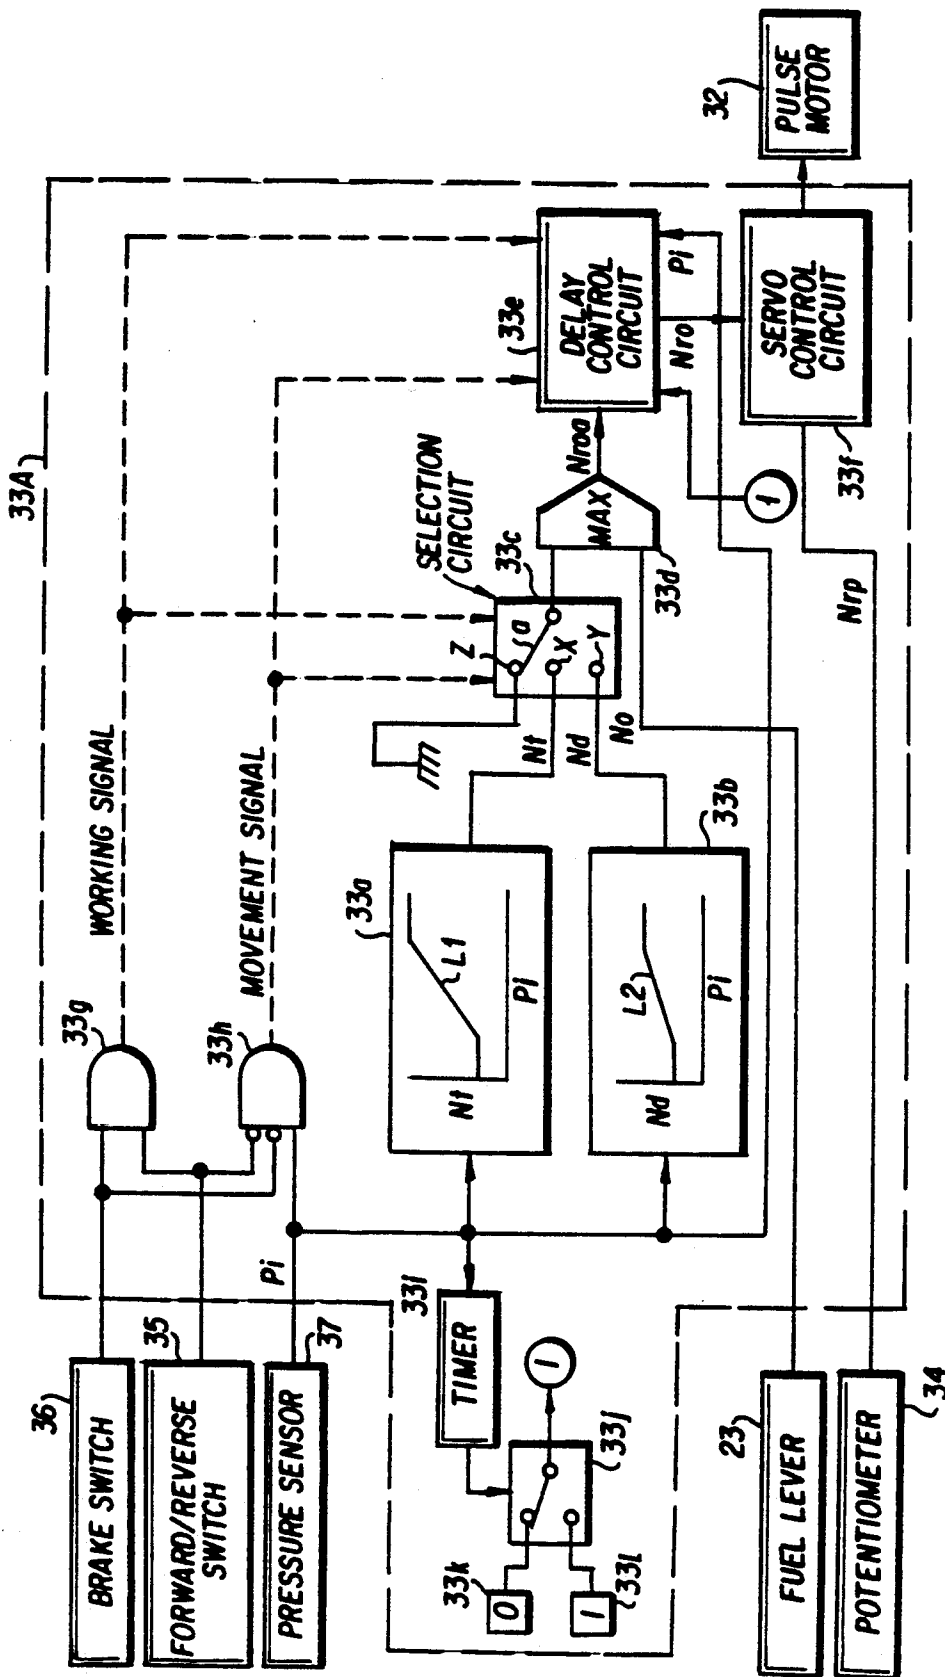 33A
BRAKE SWITCH
36
FORWARD/REVERSE
SWITCH
35
PRESSURE SENSOR
37
Pi
33g
33h
WORKING SIGNAL
MOVEMENT SIGNAL
TIMER
33i
33j
33k
0
33l
1
1
33a
Nt
L1
Pi
33b
Nd
L2
Pi
Nt
Nd
No
SELECTION
CIRCUIT
33c
Z
a
X
Y
MAX
33d
Nroa
33e
DELAY
CONTROL
CIRCUIT
Nro
Pi
1
SERVO
CONTROL
CIRCUIT
33f
Nrp
32
PULSE
MOTOR
FUEL LEVER
23
POTENTIOMETER
34